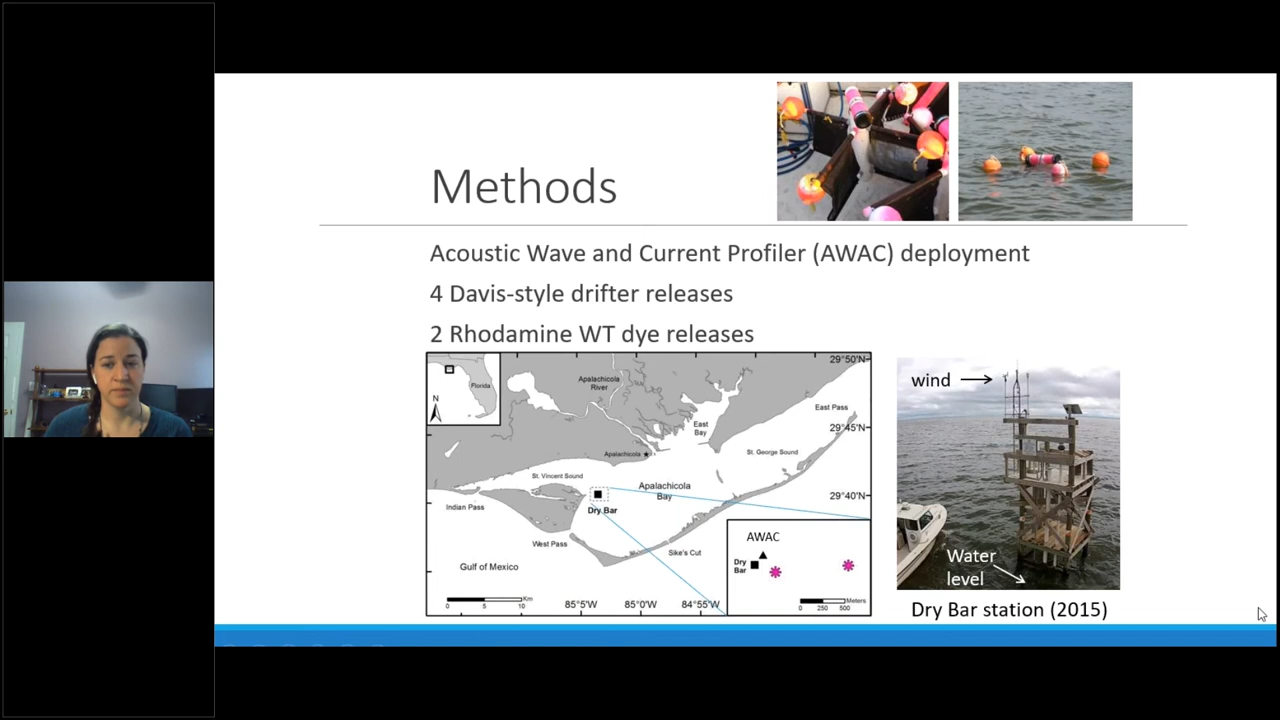 Methods
Acoustic Wave and Current Profiler (AWAC) deployment
4 Davis-style drifter releases
2 Rhodamine WT dye releases
Florida
N
Apalachicola
River
29°50'N
East Pass
East
Bay
29°45'N
Apalachicola
St. George Sound
St. Vincent Sound
Apalachicola
Bay
29°40'N
Indian Pass
Dry Bar
West Pass
Sike's Cut
Gulf of Mexico
Km
0 5 10
85°5'W 85°0'W 84°55'W
AWAC
Dry
Bar
Meters
0 250 500
wind
Water
level
Dry Bar station (2015)